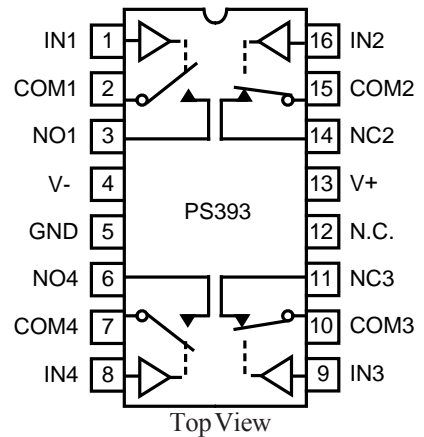 IN1 1 16 IN2
COM1 2 15 COM2
NO1 3 14 NC2
V- 4 13 V+
PS393
GND 5 12 N.C.
NO4 6 11 NC3
COM4 7 10 COM3
IN4 8 9 IN3
Top View